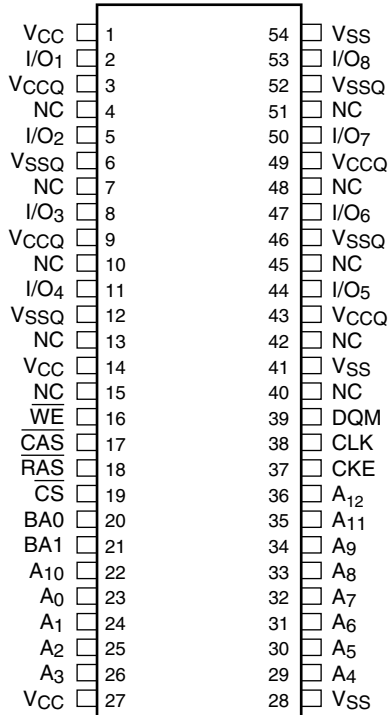 VCC 1 54 VSS
I/O1 2 53 I/O8
VCCQ 3 52 VSSQ
NC 4 51 NC
I/O2 5 50 I/O7
VSSQ 6 49 VCCQ
NC 7 48 NC
I/O3 8 47 I/O6
VCCQ 9 46 VSSQ
NC 10 45 NC
I/O4 11 44 I/O5
VSSQ 12 43 VCCQ
NC 13 42 NC
VCC 14 41 VSS
NC 15 40 NC
WE 16 39 DQM
CAS 17 38 CLK
RAS 18 37 CKE
CS 19 36 A12
BA0 20 35 A11
BA1 21 34 A9
A10 22 33 A8
A0 23 32 A7
A1 24 31 A6
A2 25 30 A5
A3 26 29 A4
VCC 27 28 VSS